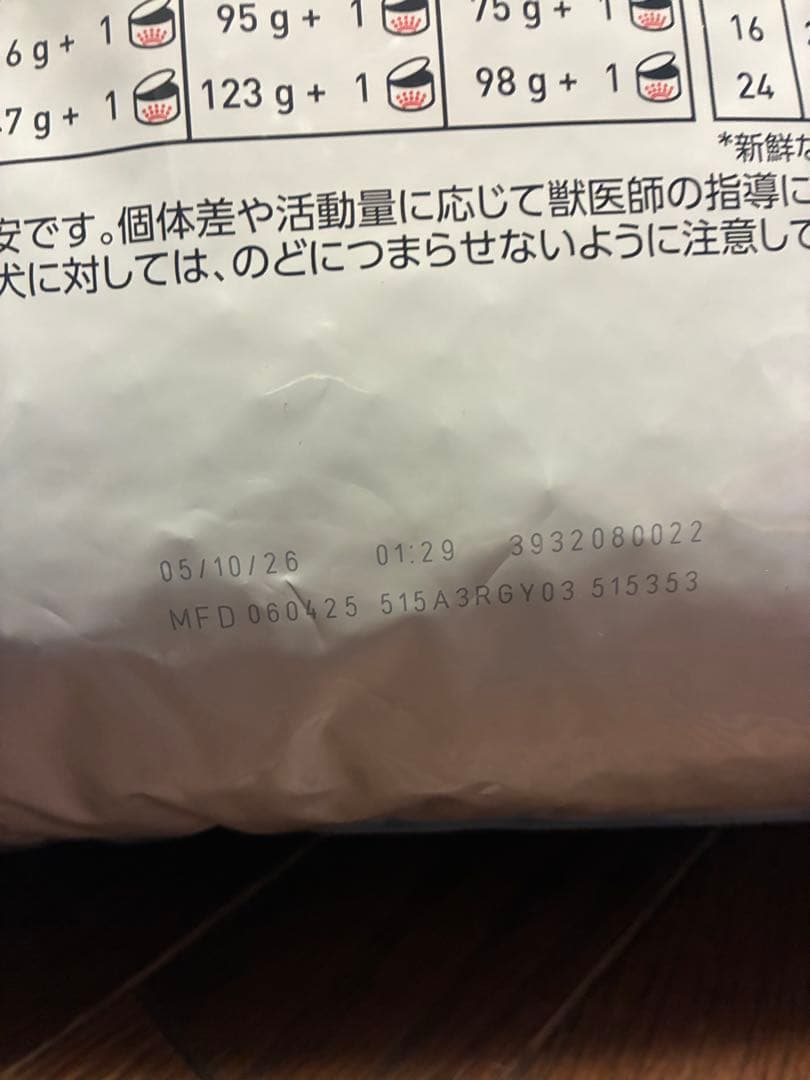 6 g + 1 95 g + 1 75 g + 1 16
7 g + 1 123 g + 1 98 g + 1 24
*新鮮な
安です。個体差や活動量に応じて獣医師の指導に
犬に対しては、のどにつまらせないように注意して
05/10/26 01:29 3932080022
MFD 060425 515A3RGY03 515353